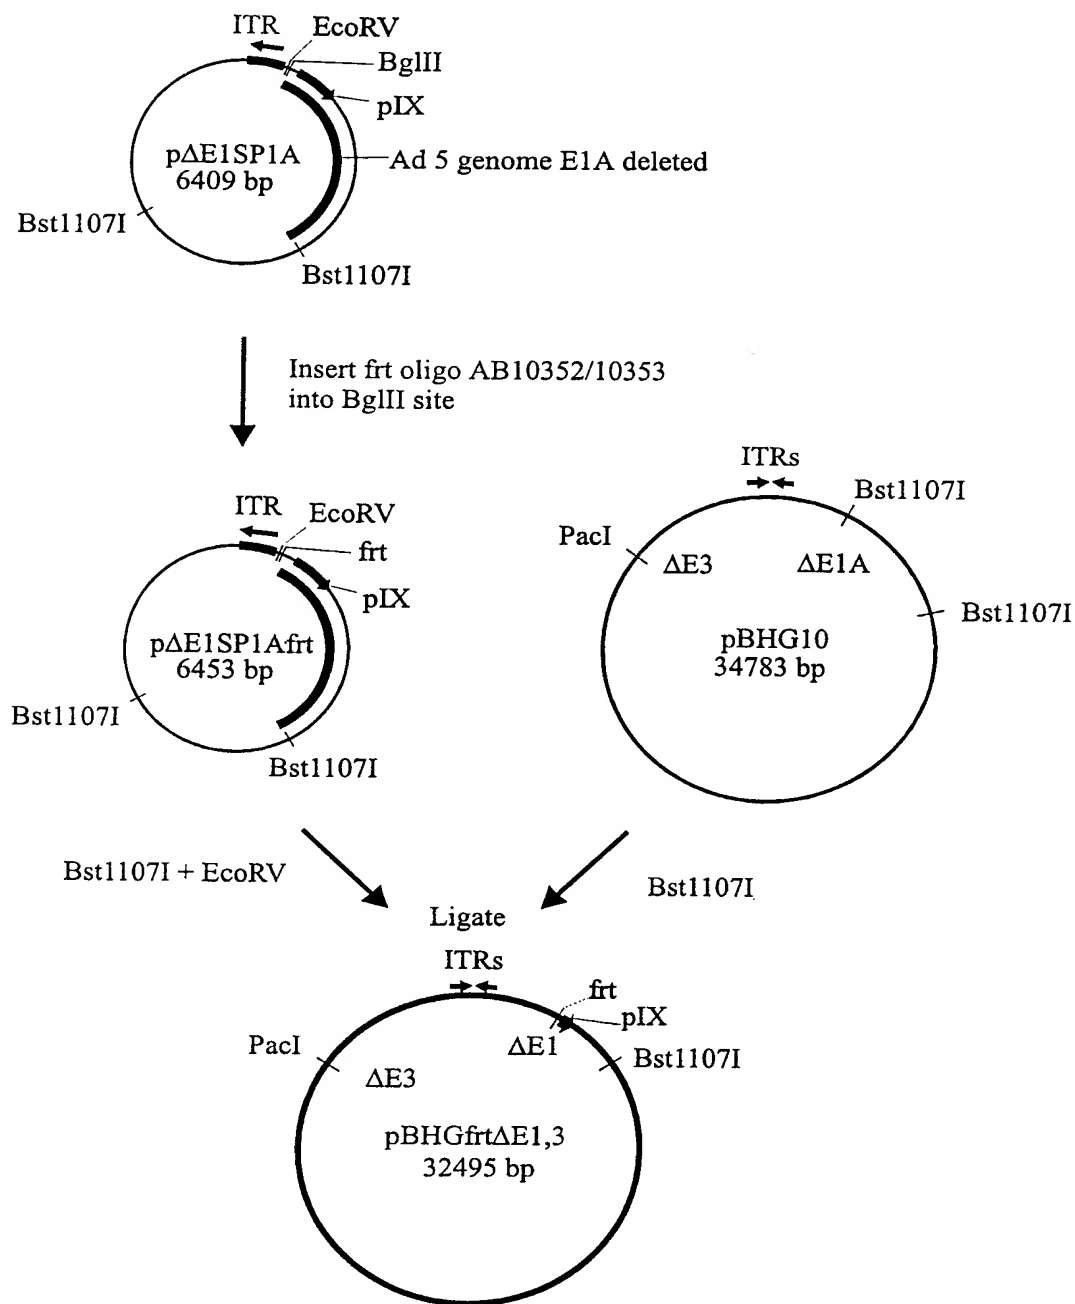 ITR
EcoRV
BglII
pIX
pΔE1SP1A
6409 bp
Ad 5 genome E1A deleted
Bst1107I
Bst1107I
Insert frt oligo AB10352/10353
into BglII site
ITR
EcoRV
frt
pIX
pΔE1SP1Afrt
6453 bp
Bst1107I
Bst1107I
ITRs
Bst1107I
PacI
ΔE3
ΔE1A
Bst1107I
pBHG10
34783 bp
Bst1107I + EcoRV
Bst1107I
Ligate
ITRs
frt
pIX
ΔE1
PacI
Bst1107I
ΔE3
pBHGfrtΔE1,3
32495 bp